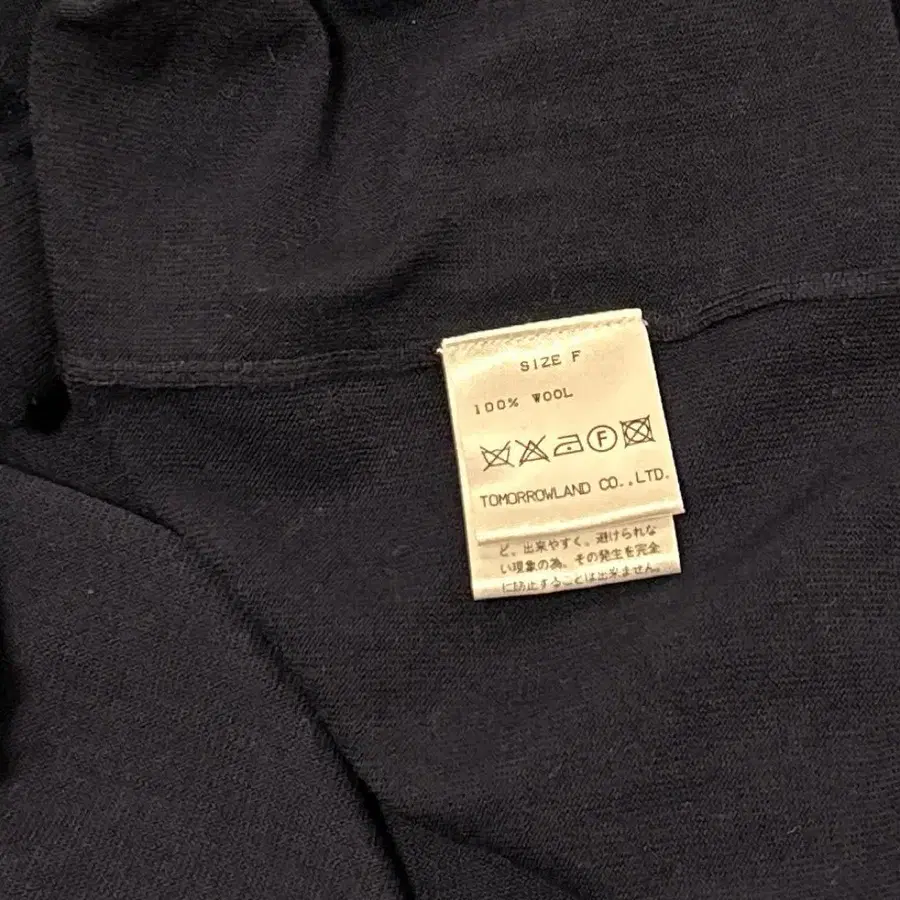 SIZE F
100% WOOL
F
TOMORROWLAND CO.,LTD.
ど、出来やすく、避けられな
い現象の為、その発生を完全
に防止することは出来ません。